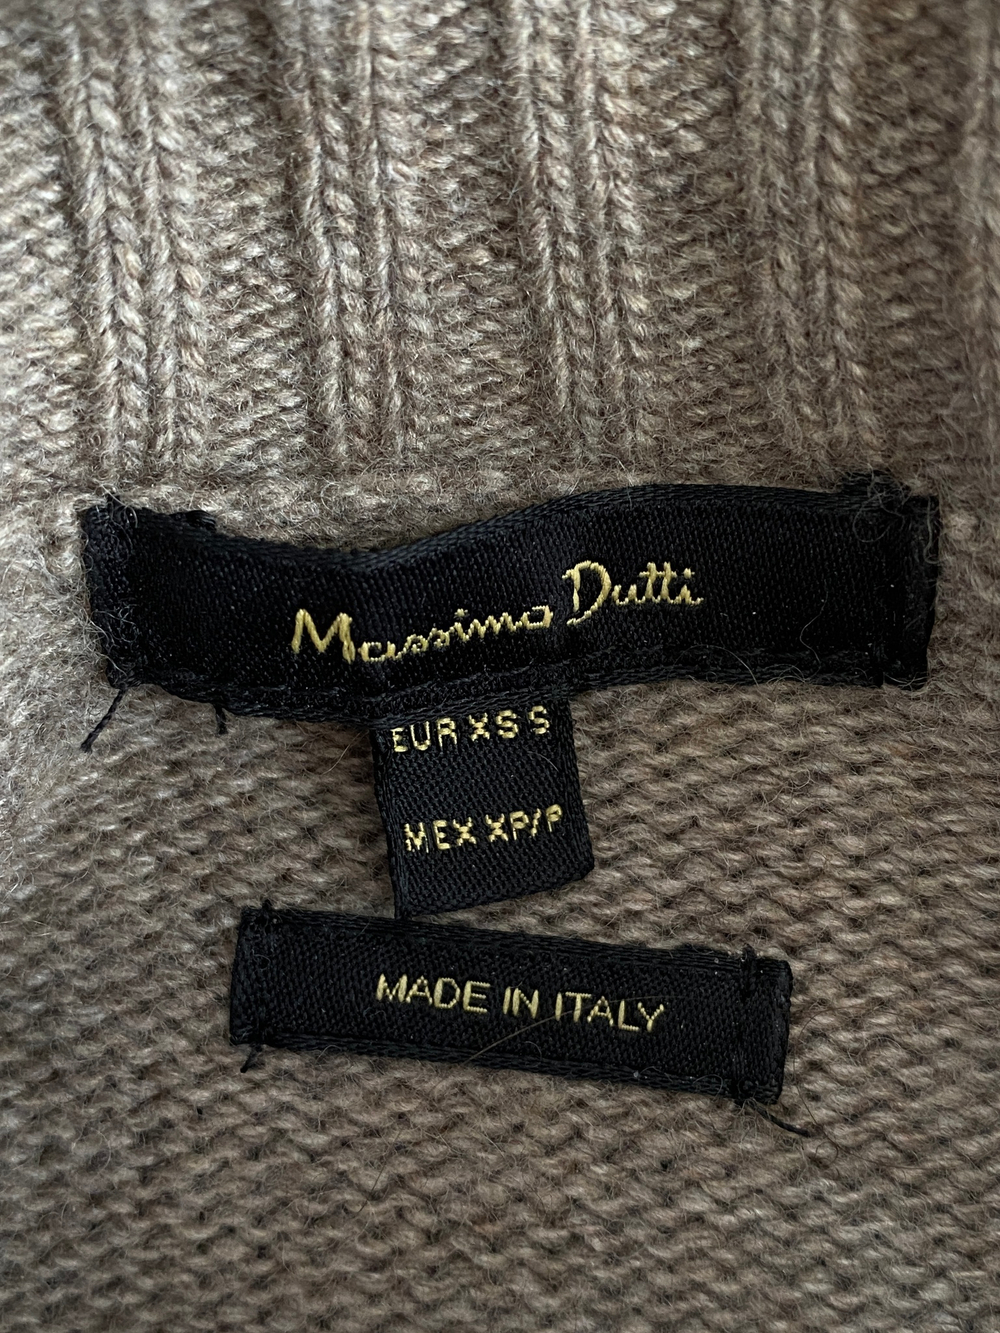 Massimo Dutti
EUR XS S
MEX XP/P
MADE IN ITALY